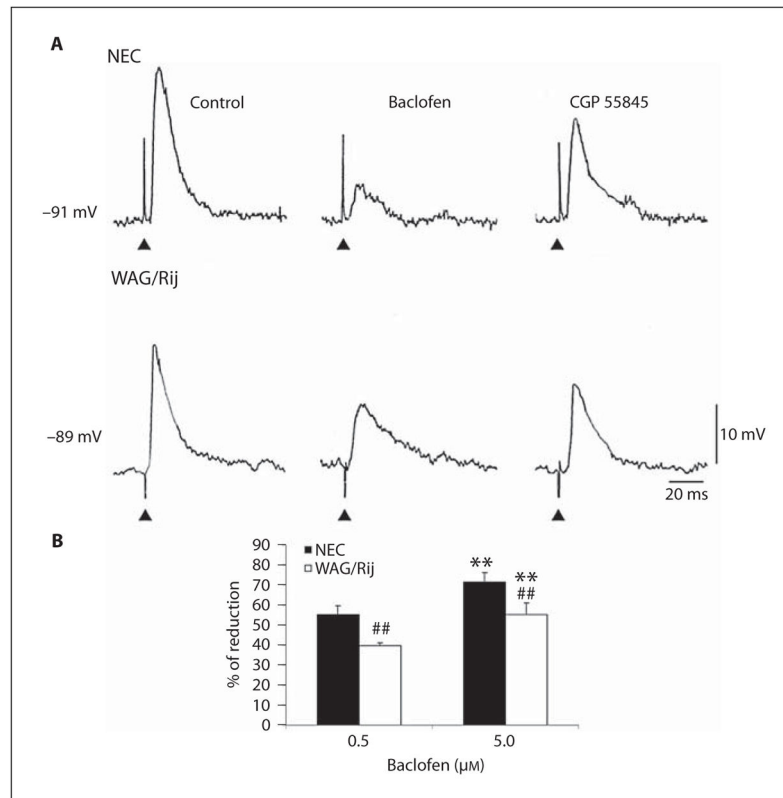 A
NEC
Control
Baclofen
CGP 55845
–91 mV
WAG/Rij
–89 mV
10 mV
20 ms
B
90
80
70
60
50
40
30
20
10
0
% of reduction
NEC
WAG/Rij
##
**
**
##
0.5
5.0
Baclofen (µM)